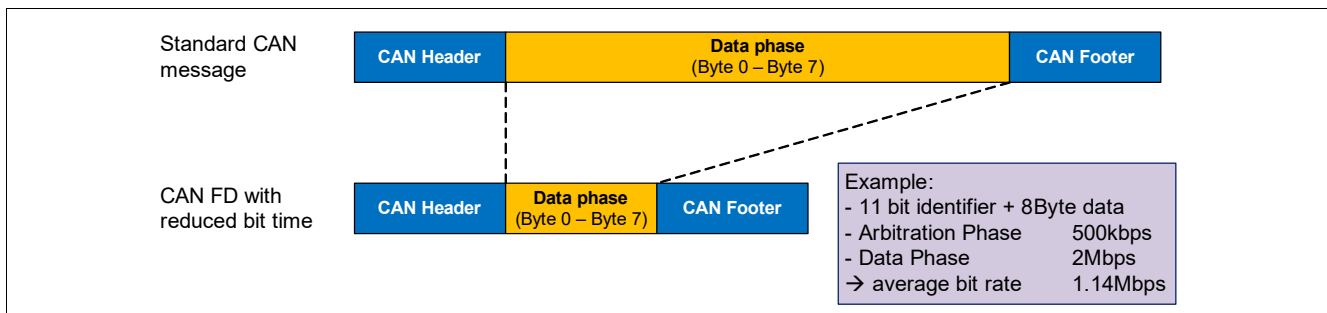 Standard CAN
message
CAN Header
Data phase
(Byte 0 – Byte 7)
CAN Footer
CAN FD with
reduced bit time
CAN Header
Data phase
(Byte 0 – Byte 7)
CAN Footer
Example:
- 11 bit identifier + 8Byte data
- Arbitration Phase 500kbps
- Data Phase 2Mbps
→ average bit rate 1.14Mbps